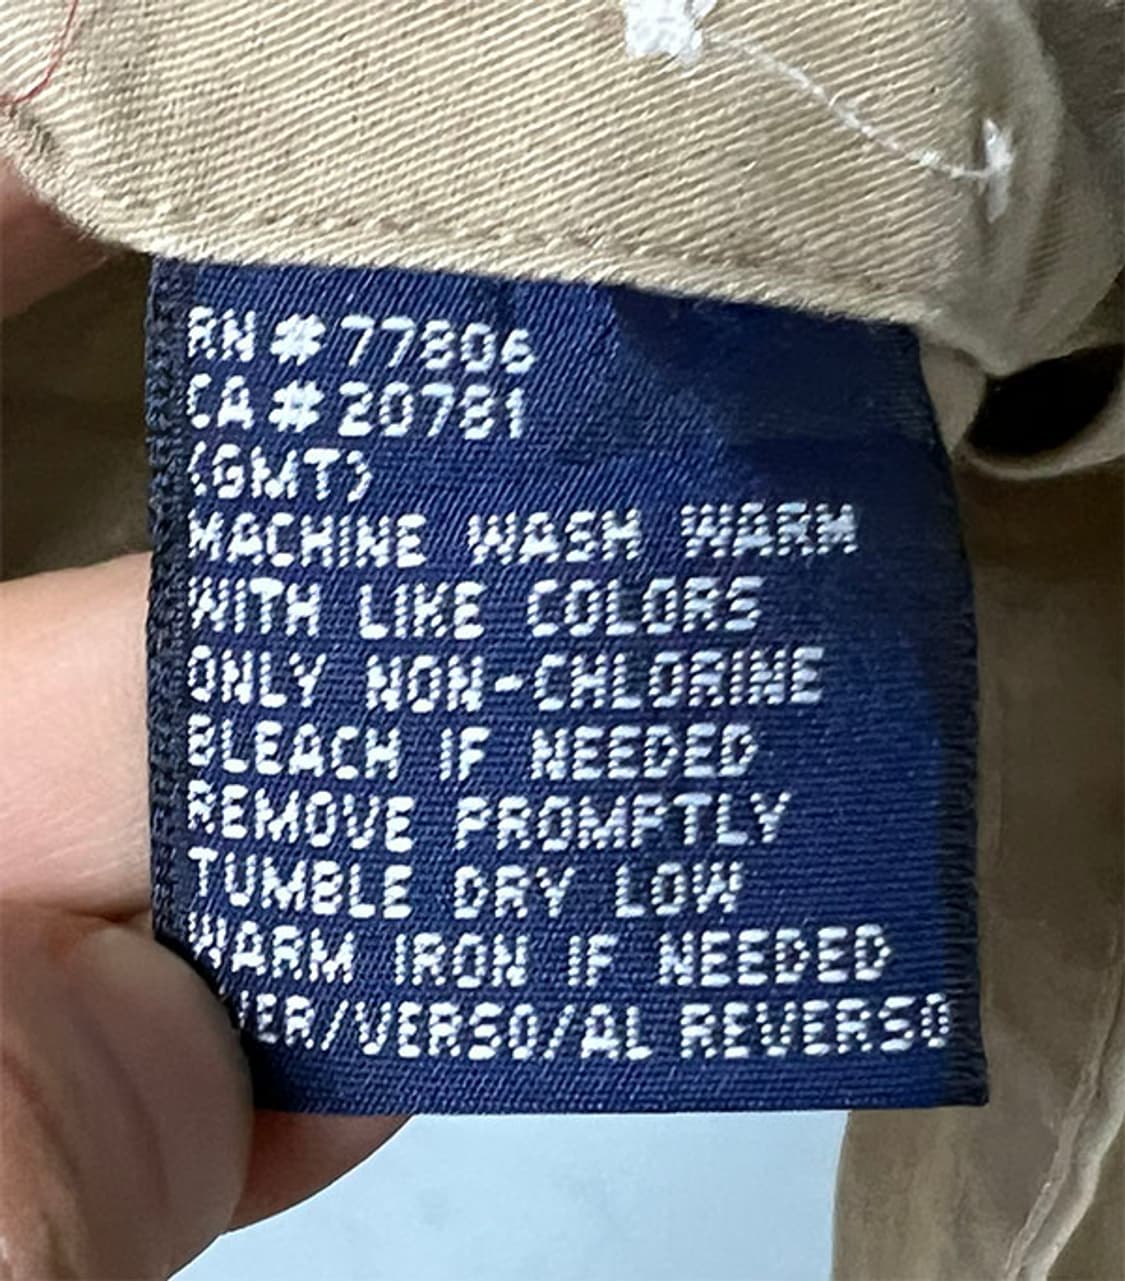 RN # 77806
CA # 20781
(GMT)
MACHINE WASH WARM
WITH LIKE COLORS
ONLY NON-CHLORINE
BLEACH IF NEEDED
REMOVE PROMPTLY
TUMBLE DRY LOW
WARM IRON IF NEEDED
VER/VERSO/AL REVERSO